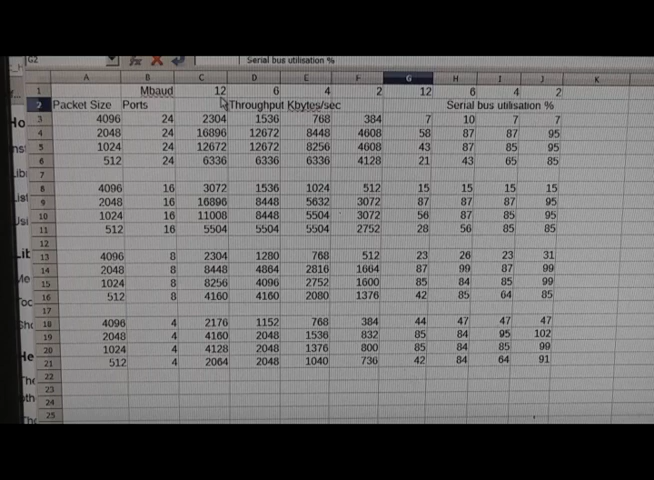 G2 Serial bus utilisation %
A B C D E F G H I J K
1 Mbaud 12 6 4 2 12 6 4 2
2 Packet Size Ports Throughput Kbytes/sec Serial bus utilisation %
3 4096 24 2304 1536 768 384 7 10 7 7
4 2048 24 16896 12672 8448 4608 58 87 87 95
5 1024 24 12672 12672 8256 4608 43 87 85 95
6 512 24 6336 6336 6336 4128 21 43 65 85
7
8 4096 16 3072 1536 1024 512 15 15 15 15
9 2048 16 16896 8448 5632 3072 87 87 87 95
10 1024 16 11008 8448 5504 3072 56 87 85 95
11 512 16 5504 5504 5504 2752 28 56 85 85
12
13 4096 8 2304 1280 768 512 23 26 23 31
14 2048 8 8448 4864 2816 1664 87 99 87 99
15 1024 8 8256 4096 2752 1600 85 84 85 99
16 512 8 4160 4160 2080 1376 42 85 64 85
17
18 4096 4 2176 1152 768 384 44 47 47 47
19 2048 4 4160 2048 1536 832 85 84 95 102
20 1024 4 4128 2048 1376 800 85 84 85 99
21 512 4 2064 2048 1040 736 42 84 64 91
22
23
24
25